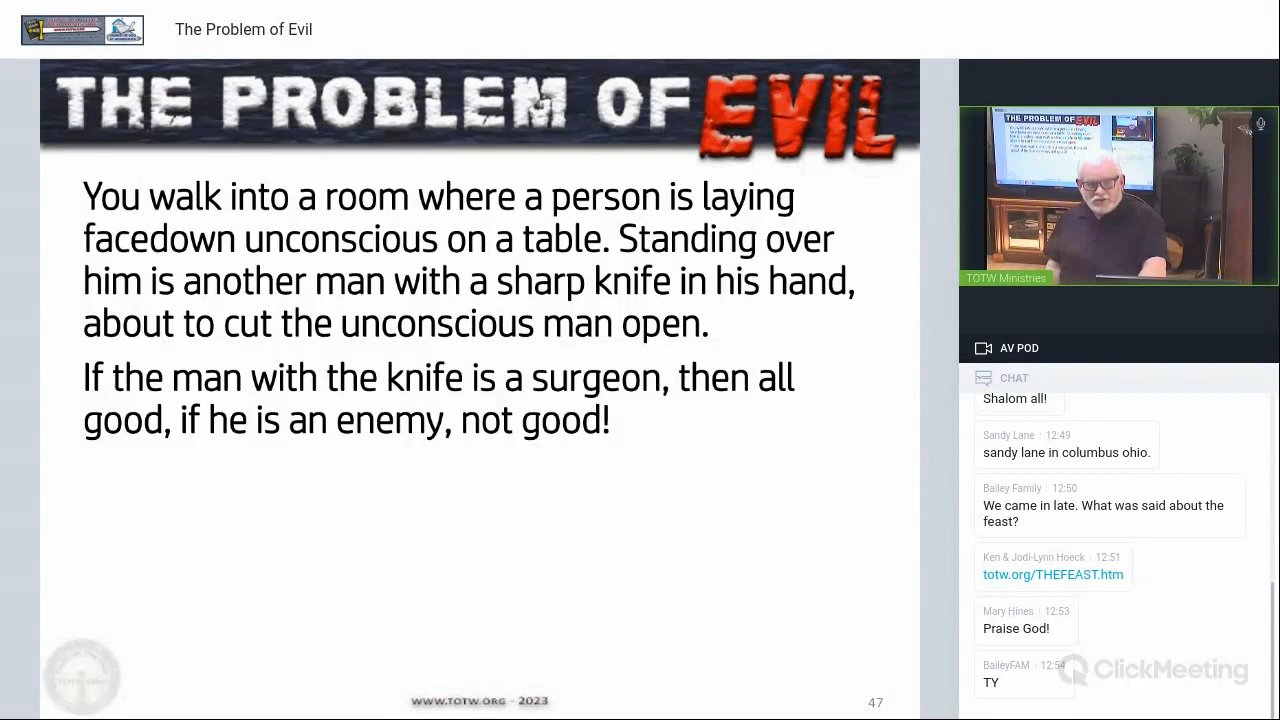 The Problem of Evil
THE PROBLEM OF EVIL
You walk into a room where a person is laying
facedown unconscious on a table. Standing over
him is another man with a sharp knife in his hand,
about to cut the unconscious man open.
If the man with the knife is a surgeon, then all
good, if he is an enemy, not good!
WWW.TOTW.ORG - 2023
47
THE PROBLEM OF EVIL
TOTW Ministries
AV POD
CHAT
Shalom all!
Sandy Lane 12:49
sandy lane in columbus ohio.
Bailey Family 12:50
We came in late. What was said about the
feast?
Ken & Jodi-Lynn Hoeck 12:51
totw.org/THEFEAST.htm
Mary Hines 12:53
Praise God!
BaileyFAM 12:54
TY
ClickMeeting